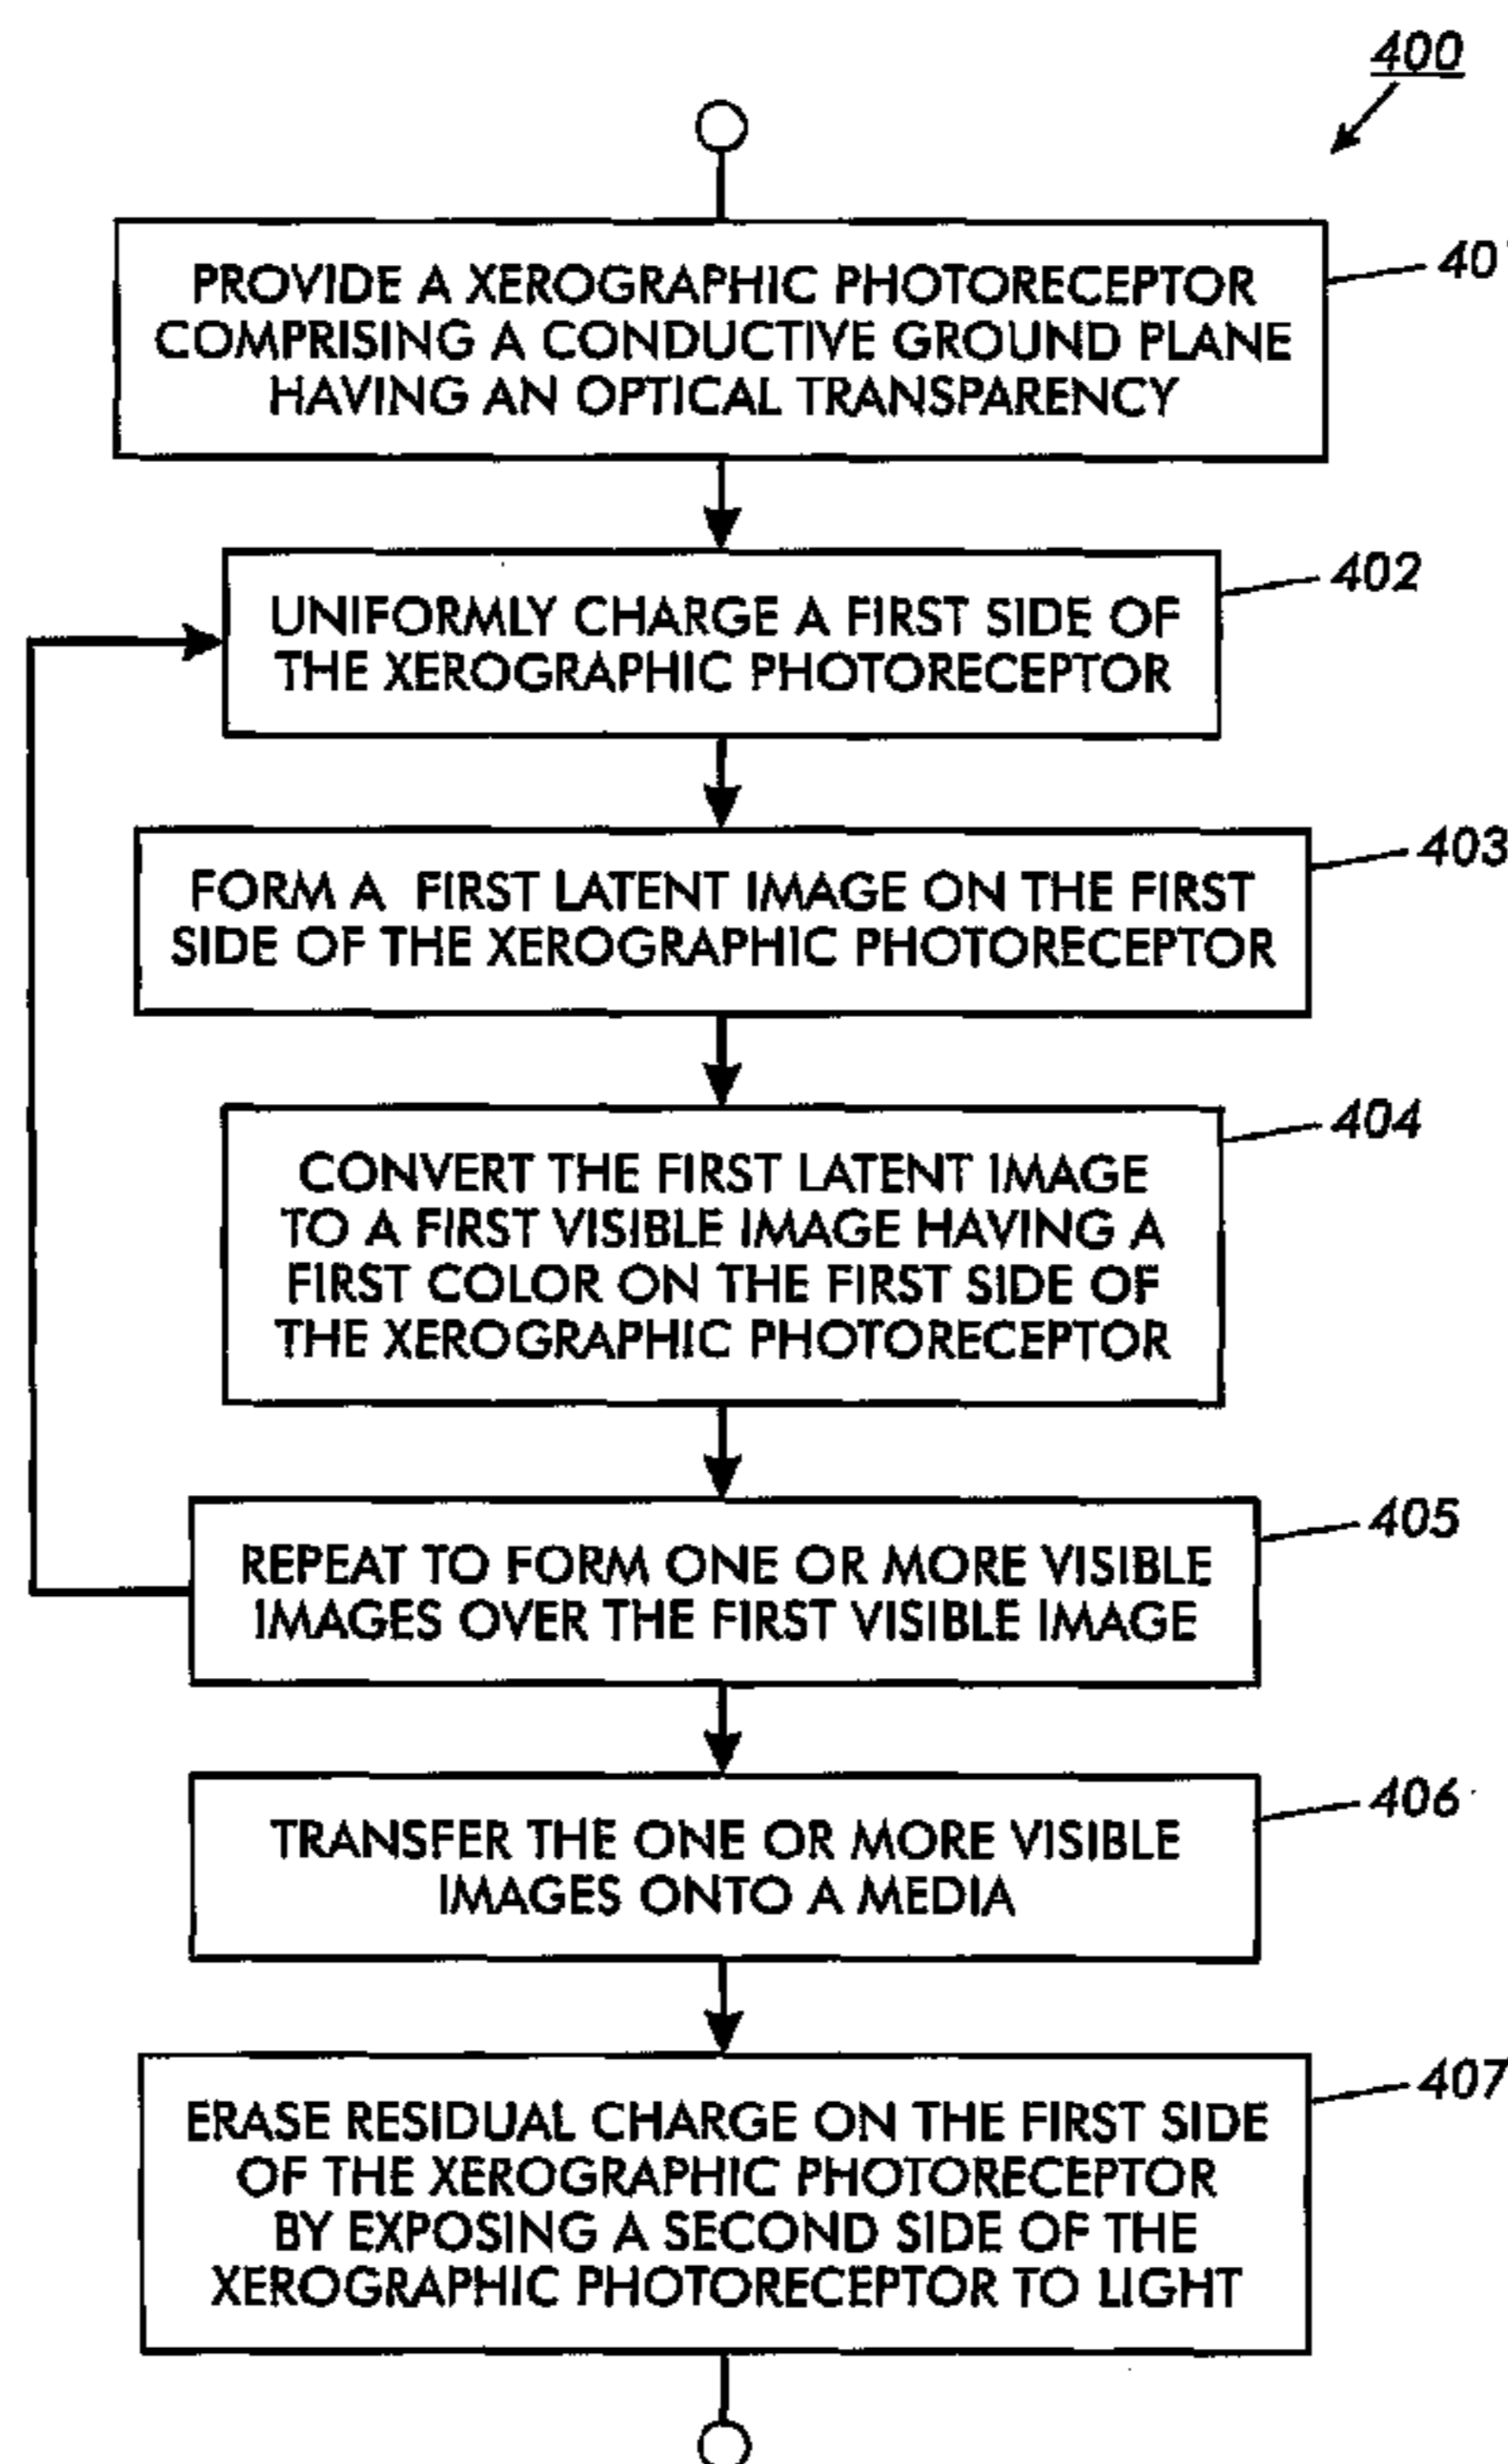 400
PROVIDE A XEROGRAPHIC PHOTORECEPTOR
COMPRISING A CONDUCTIVE GROUND PLANE
HAVING AN OPTICAL TRANSPARENCY
UNIFORMLY CHARGE A FIRST SIDE OF
THE XEROGRAPHIC PHOTORECEPTOR
402
FORM A FIRST LATENT IMAGE ON THE FIRST
SIDE OF THE XEROGRAPHIC PHOTORECEPTOR
403
CONVERT THE FIRST LATENT IMAGE
TO A FIRST VISIBLE IMAGE HAVING A
FIRST COLOR ON THE FIRST SIDE OF
THE XEROGRAPHIC PHOTORECEPTOR
404
REPEAT TO FORM ONE OR MORE VISIBLE
IMAGES OVER THE FIRST VISIBLE IMAGE
405
TRANSFER THE ONE OR MORE VISIBLE
IMAGES ONTO A MEDIA
406
ERASE RESIDUAL CHARGE ON THE FIRST SIDE
OF THE XEROGRAPHIC PHOTORECEPTOR
BY EXPOSING A SECOND SIDE OF THE
XEROGRAPHIC PHOTORECEPTOR TO LIGHT
407